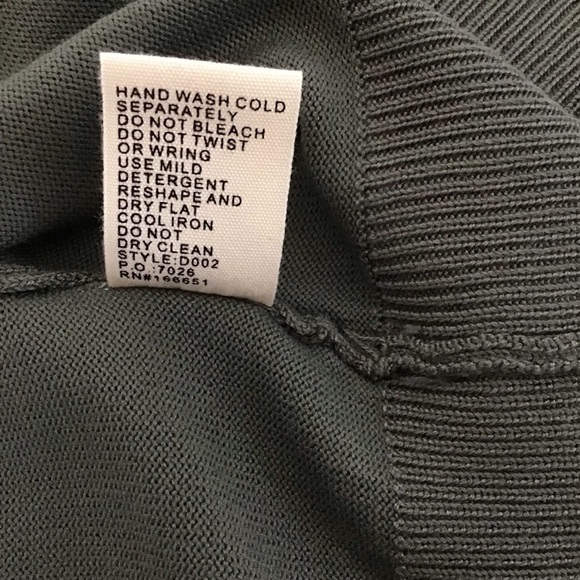 HAND WASH COLD
SEPARATELY
DO NOT BLEACH
DO NOT TWIST
OR WRING
USE MILD
DETERGENT
RESHAPE AND
DRY FLAT
COOL IRON
DO NOT
DRY CLEAN
STYLE:D002
P.O.:7026
RN#166651